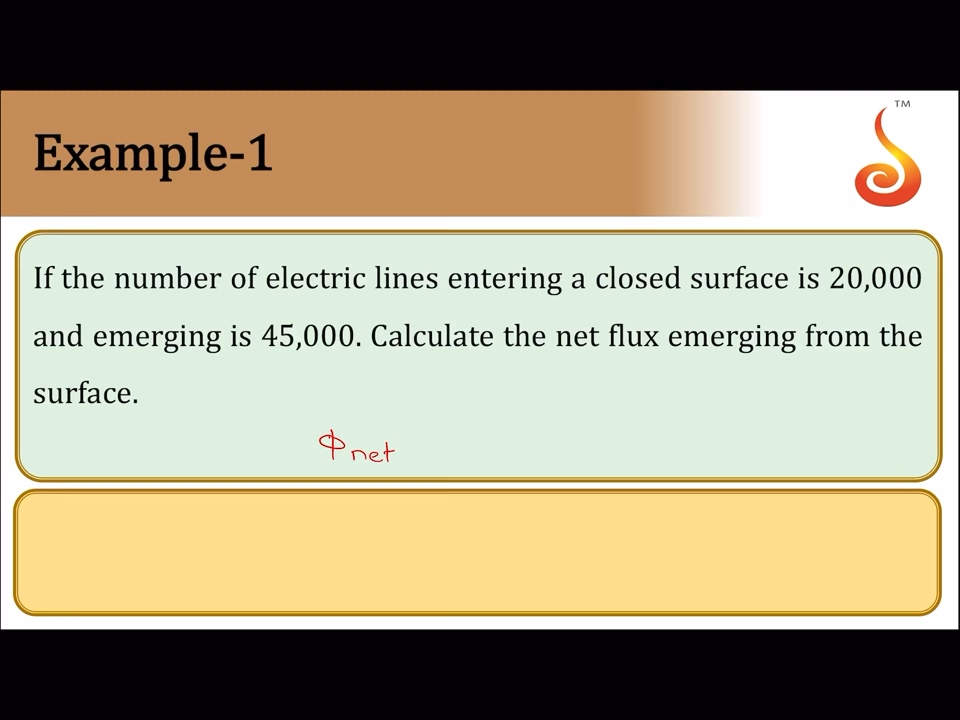 TM
Example-1
If the number of electric lines entering a closed surface is 20,000
and emerging is 45,000. Calculate the net flux emerging from the
surface.
Φnet